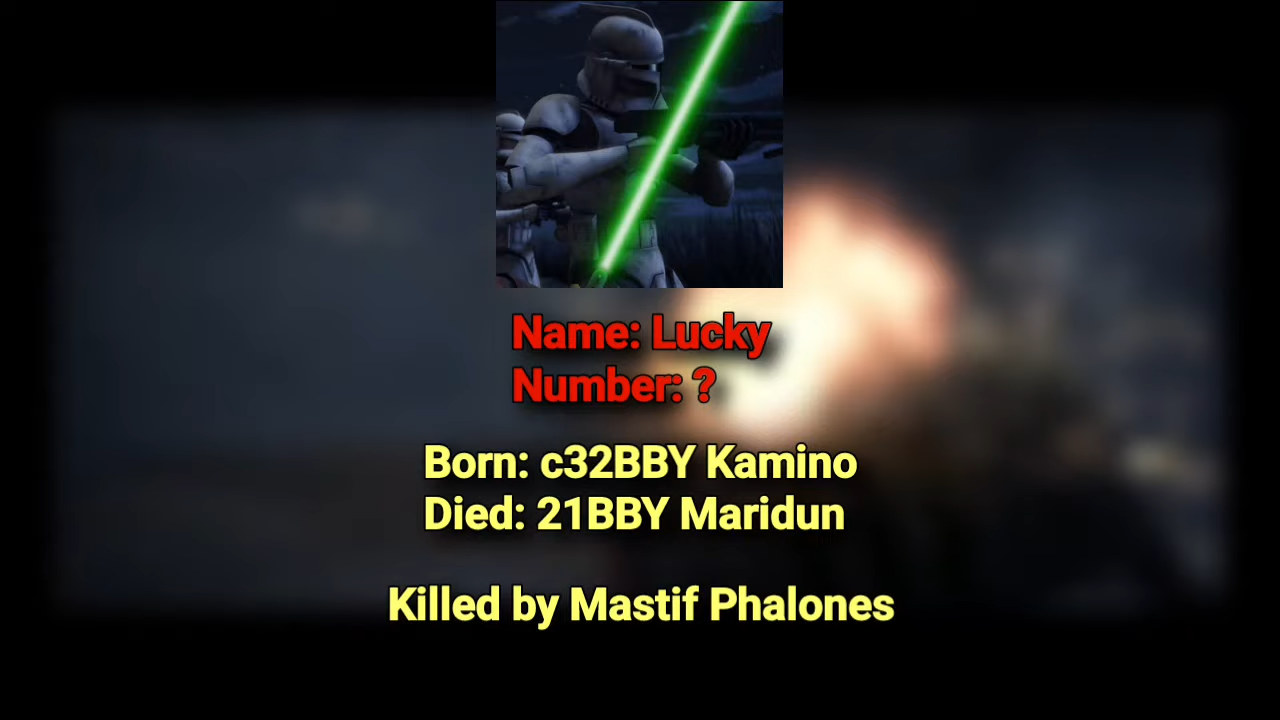 Name: Lucky
Number: ?
Born: c32BBY Kamino
Died: 21BBY Maridun
Killed by Mastif Phalones